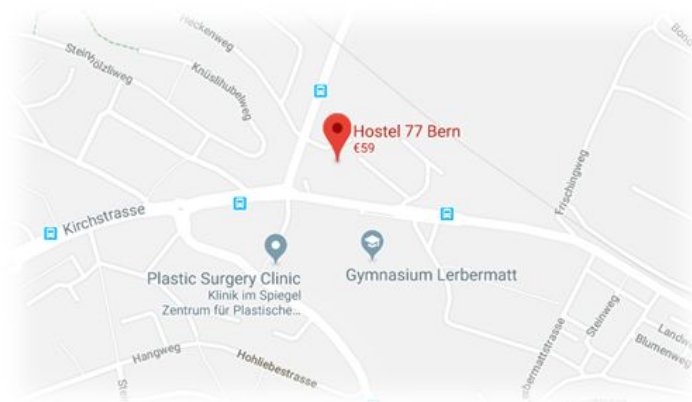 Heckenweg
Steinhölzliweg
Knüslihubelweg
Hostel 77 Bern
€59
Frischingweg
Kirchstrasse
Plastic Surgery Clinic
Klinik im Spiegel
Zentrum für Plastische...
Gymnasium Lerbermatt
Hangweg
Hohliebestrasse
Steinweg
Blumenweg